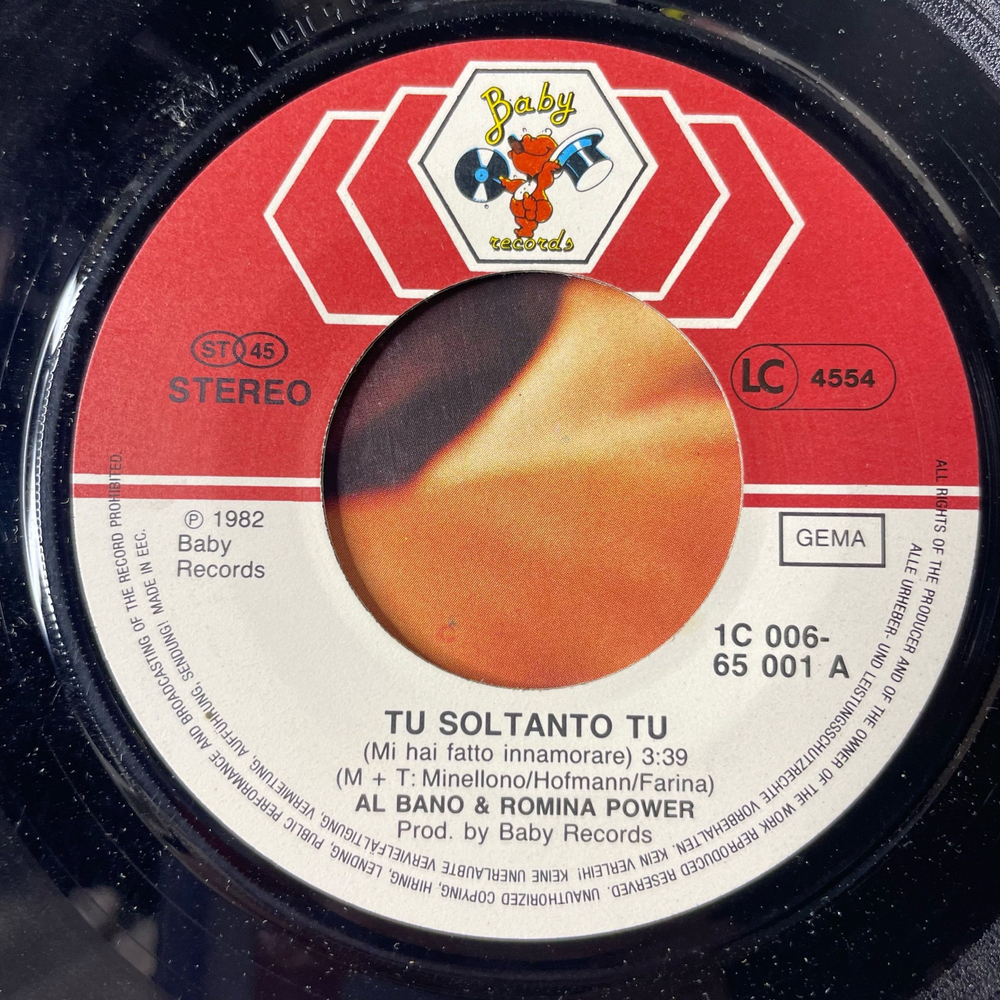 Baby
records
ST 45
STEREO
LC 4554
℗ 1982
Baby
Records
GEMA
1C 006-
65 001 A
TU SOLTANTO TU
(Mi hai fatto innamorare) 3:39
(M + T: Minellono/Hofmann/Farina)
AL BANO & ROMINA POWER
Prod. by Baby Records
ALL RIGHTS OF THE PRODUCER AND OF THE OWNER OF THE WORK REPRODUCED RESERVED. UNAUTHORIZED COPYING, HIRING, LENDING, PUBLIC PERFORMANCE AND BROADCASTING OF THE RECORD PROHIBITED.
ALLE URHEBER- UND LEISTUNGSSCHUTZRECHTE VORBEHALTEN. KEIN VERLEIH! KEINE UNERLAUBTE VERVIELFÄLTIGUNG, VERMIETUNG, AUFFÜHRUNG, SENDUNG! MADE IN EEC.